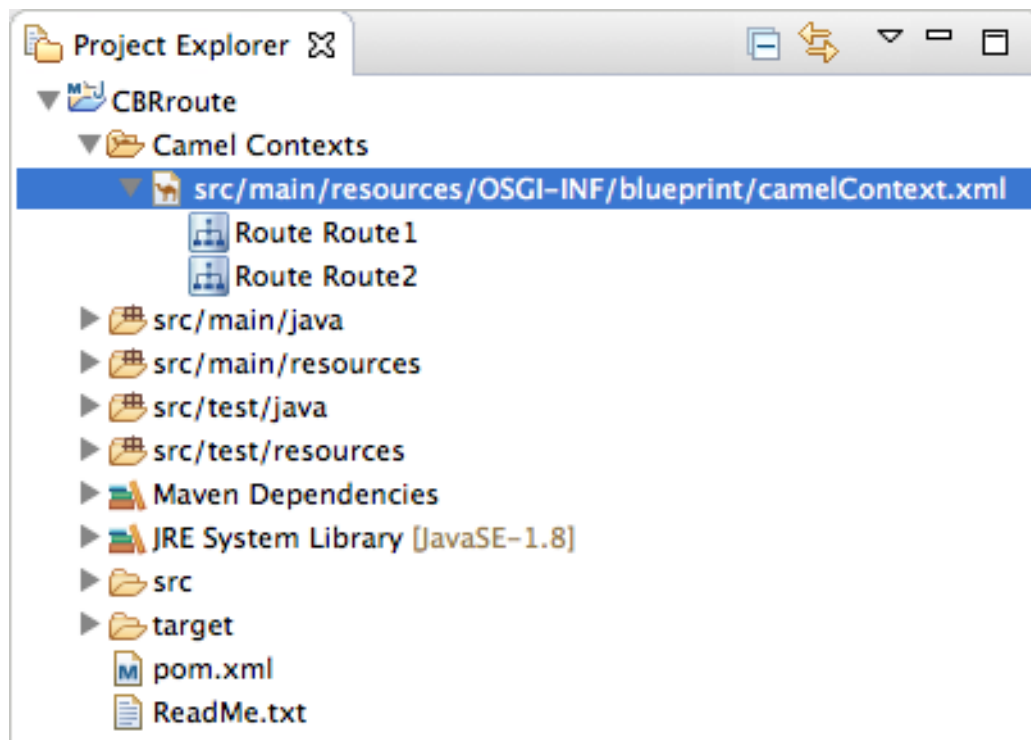 Project Explorer
CBRroute
Camel Contexts
src/main/resources/OSGI-INF/blueprint/camelContext.xml
Route Route1
Route Route2
src/main/java
src/main/resources
src/test/java
src/test/resources
Maven Dependencies
JRE System Library [JavaSE-1.8]
src
target
pom.xml
ReadMe.txt